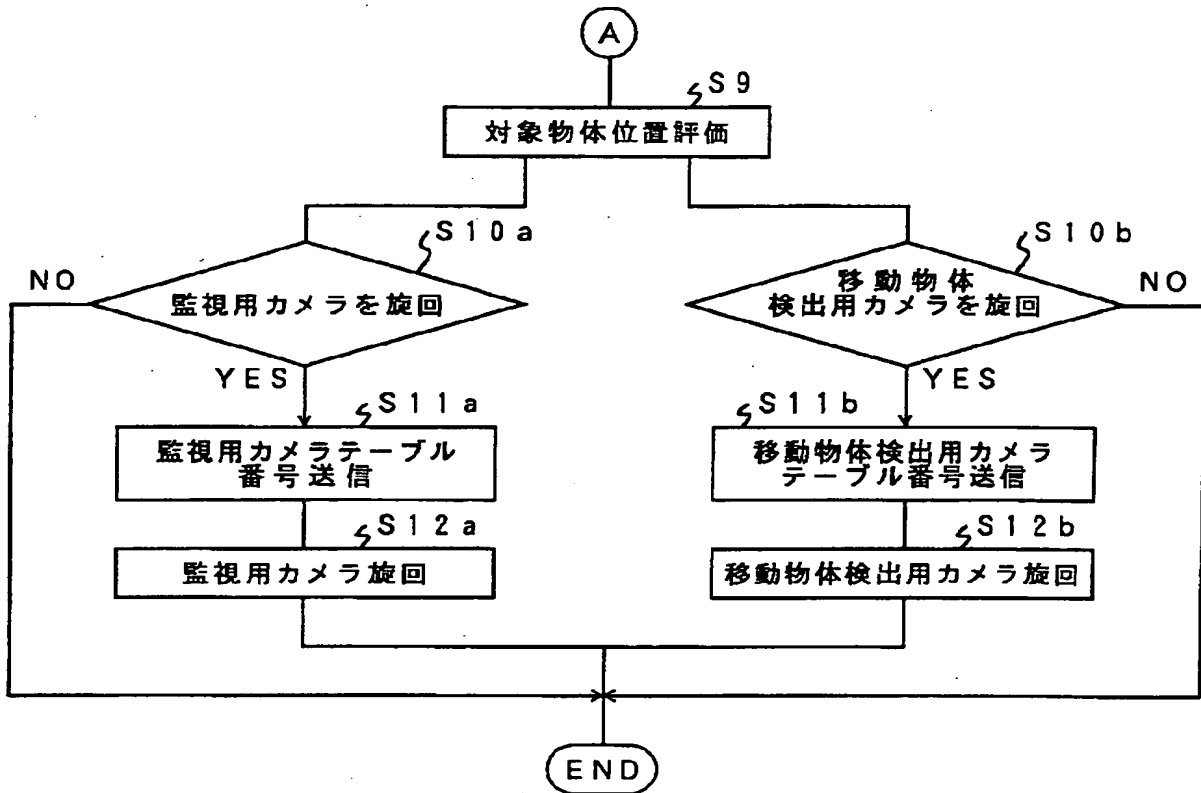 A
S9
対象物体位置評価
S10a
S10b
NO
監視用カメラを旋回
移動物体
検出用カメラを旋回
NO
YES
YES
S11a
S11b
監視用カメラテーブル
番号送信
移動物体検出用カメラ
テーブル番号送信
S12a
S12b
監視用カメラ旋回
移動物体検出用カメラ旋回
END